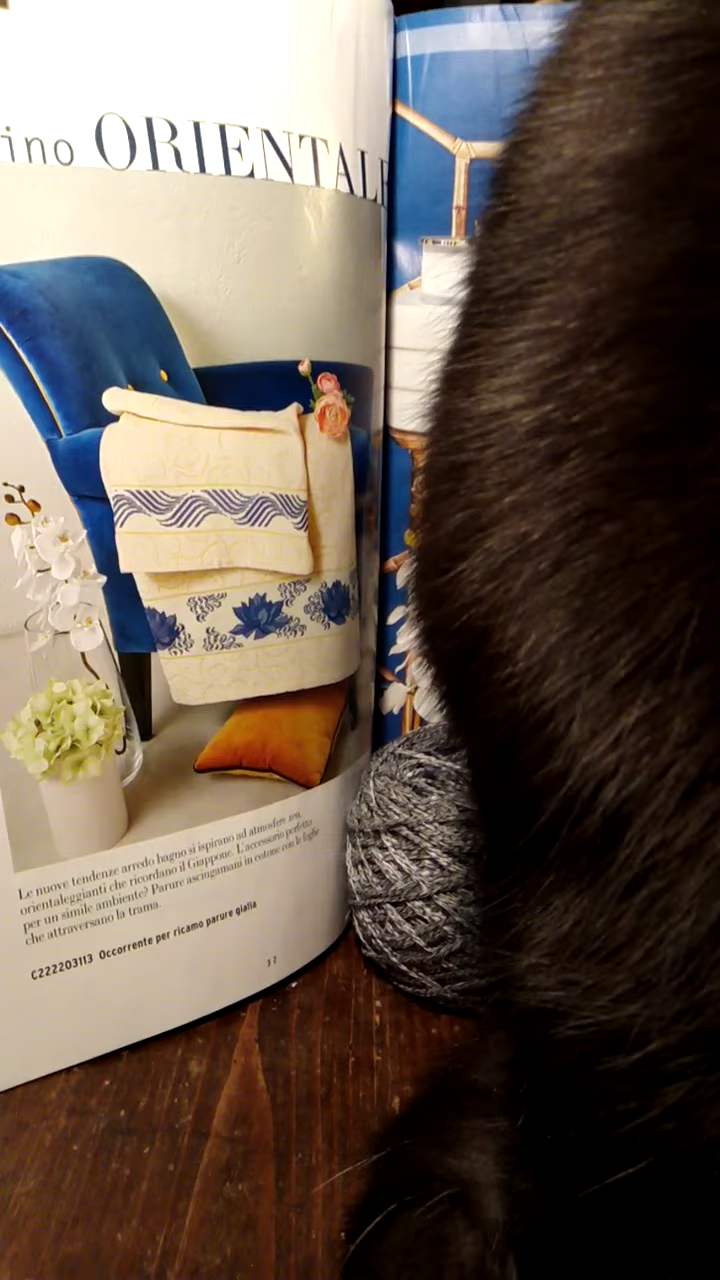 ino ORIENTALE
Le nuove tendenze arredo bagno si ispirano ad atmosfere zen,
orientaleggianti che ricordano il Giappone. L'accessorio perfetto
per un simile ambiente? Parure asciugamani in cotone con le foglie
che attraversano la trama.
C222203113 Occorrente per ricamo parure gialla
32